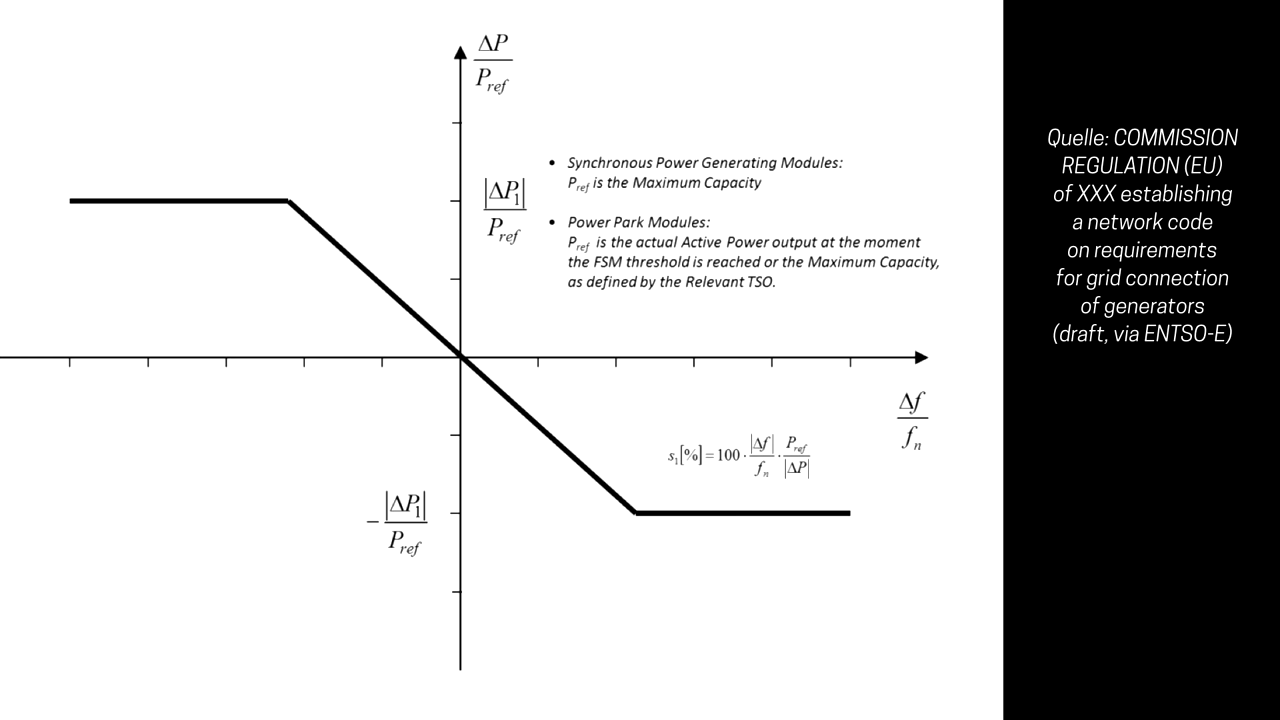 ΔP
P_ref
• Synchronous Power Generating Modules:
P_ref is the Maximum Capacity
|ΔP₁|
P_ref
• Power Park Modules:
P_ref is the actual Active Power output at the moment
the FSM threshold is reached or the Maximum Capacity,
as defined by the Relevant TSO.
Δf
f_n
s₁[%] = 100 · |Δf| / f_n · P_ref / |ΔP|
− |ΔP₁|
P_ref
Quelle: COMMISSION
REGULATION (EU)
of XXX establishing
a network code
on requirements
for grid connection
of generators
(draft, via ENTSO-E)